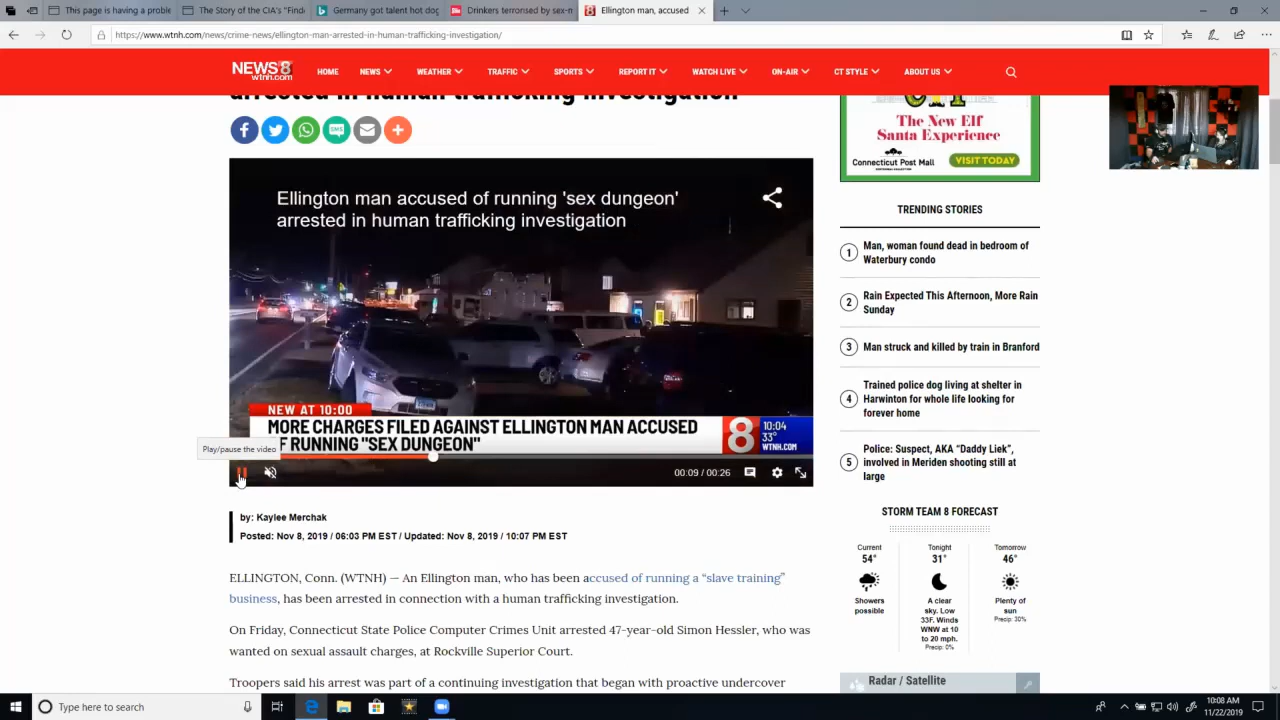 This page is having a proble
The Story of the CIA's "Finde
Germany got talent hot dog
Drinkers terrorised by sex-n
Ellington man, accused
https://www.wtnh.com/news/crime-news/ellington-man-arrested-in-human-trafficking-investigation/
NEWS 8
wtnh.com
HOME
NEWS
WEATHER
TRAFFIC
SPORTS
REPORT IT
WATCH LIVE
ON-AIR
CT STYLE
ABOUT US
arrested in human trafficking investigation
SMS
The New Elf
Santa Experience
Connecticut Post Mall
VISIT TODAY
Ellington man accused of running 'sex dungeon'
arrested in human trafficking investigation
NEW AT 10:00
MORE CHARGES FILED AGAINST ELLINGTON MAN ACCUSED
OF RUNNING "SEX DUNGEON"
8
10:04
33°
WTNH.COM
Play/pause the video
00:09 / 00:26
TRENDING STORIES
1
Man, woman found dead in bedroom of
Waterbury condo
2
Rain Expected This Afternoon, More Rain
Sunday
3
Man struck and killed by train in Branford
4
Trained police dog living at shelter in
Harwinton for whole life looking for
forever home
5
Police: Suspect, AKA “Daddy Liek”,
involved in Meriden shooting still at
large
by: Kaylee Merchak
Posted: Nov 8, 2019 / 06:03 PM EST / Updated: Nov 8, 2019 / 10:07 PM EST
ELLINGTON, Conn. (WTNH) — An Ellington man, who has been accused of running a “slave training”
business, has been arrested in connection with a human trafficking investigation.
On Friday, Connecticut State Police Computer Crimes Unit arrested 47-year-old Simon Hessler, who was
wanted on sexual assault charges, at Rockville Superior Court.
Troopers said his arrest was part of a continuing investigation that began with proactive undercover
STORM TEAM 8 FORECAST
Current
54°
Showers
possible
Tonight
31°
A clear
sky. Low
33F. Winds
WNW at 10
to 20 mph.
Precip: 0%
Tomorrow
46°
Plenty of
sun
Precip: 30%
Radar / Satellite
Type here to search
10:08 AM
11/22/2019